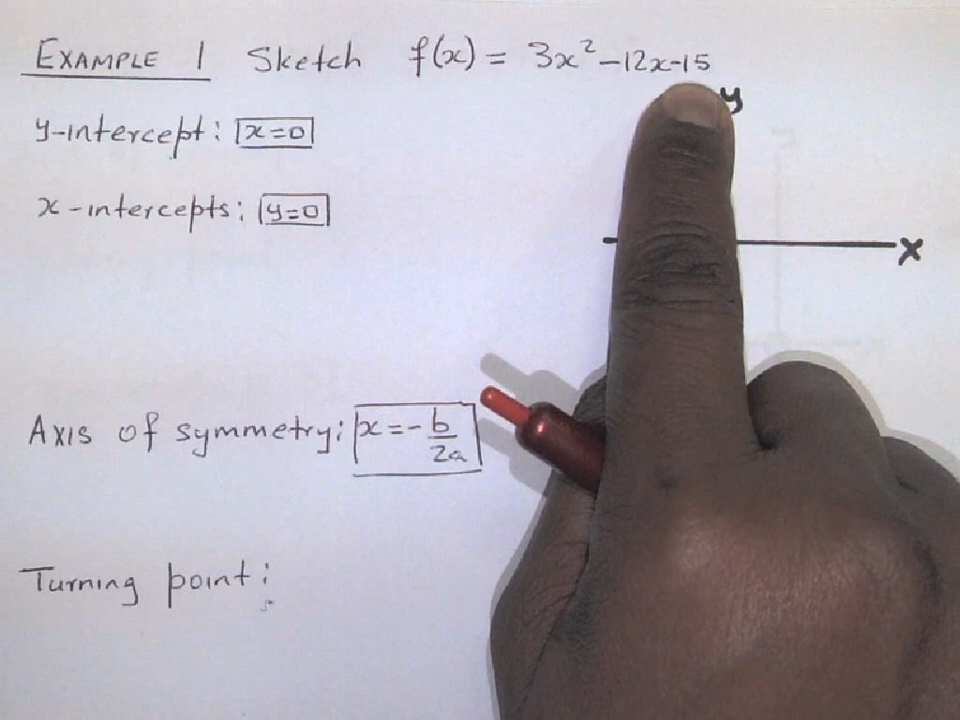 EXAMPLE 1 Sketch f(x) = 3x² -12x-15
y
y-intercept: x=0
x-intercepts: y=0
x
Axis of symmetry: x = - b/2a
Turning point: